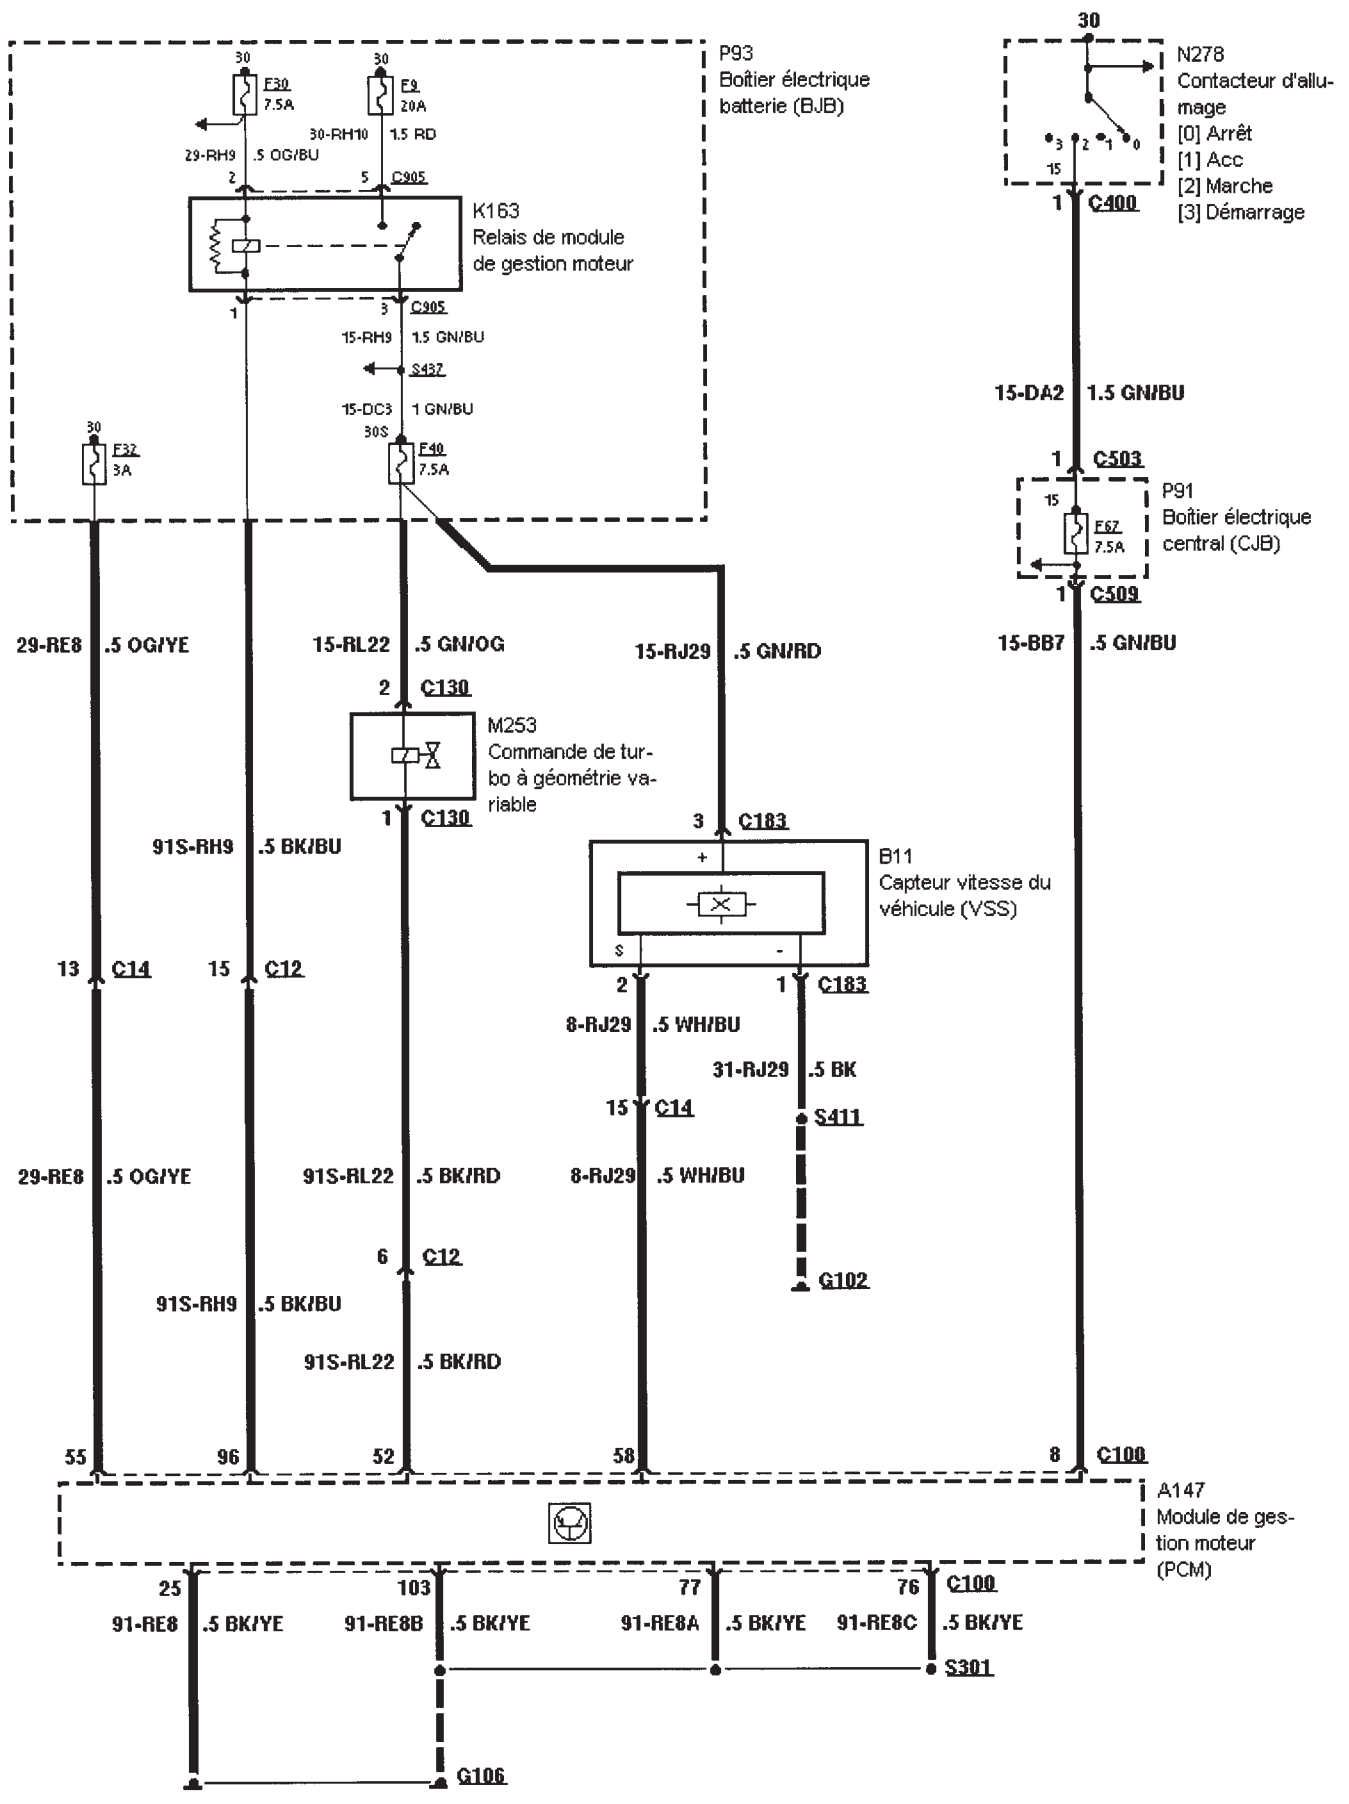 30
P93
Boîtier électrique
batterie (BJB)
30
F30
7.5A
30
F9
20A
30-RH10 1.5 RD
29-RH9 .5 OG/BU
2
5
C905
K163
Relais de module
de gestion moteur
1
3
C905
15-RH9 1.5 GN/BU
S437
15-DC3 1 GN/BU
30S
F40
7.5A
30
F32
3A
N278
Contacteur d'allu-
mage
[0] Arrêt
[1] Acc
[2] Marche
[3] Démarrage
3 2 1 0
15
1
C400
15-DA2 1.5 GN/BU
1
C503
P91
Boîtier électrique
central (CJB)
15
F67
7.5A
1
C509
29-RE8 .5 OG/YE
15-RL22 .5 GN/OG
15-RJ29 .5 GN/RD
15-BB7 .5 GN/BU
2
C130
M253
Commande de tur-
bo à géométrie va-
riable
1
C130
3
C183
91S-RH9 .5 BK/BU
+
B11
Capteur vitesse du
véhicule (VSS)
S
-
13
C14
15
C12
2
1
C183
8-RJ29 .5 WH/BU
31-RJ29 .5 BK
15
C14
S411
29-RE8 .5 OG/YE
91S-RL22 .5 BK/RD
8-RJ29 .5 WH/BU
6
C12
G102
91S-RH9 .5 BK/BU
91S-RL22 .5 BK/RD
55
96
52
58
8
C100
A147
Module de ges-
tion moteur
(PCM)
25
103
77
76
C100
91-RE8 .5 BK/YE
91-RE8B .5 BK/YE
91-RE8A .5 BK/YE
91-RE8C .5 BK/YE
S301
G106